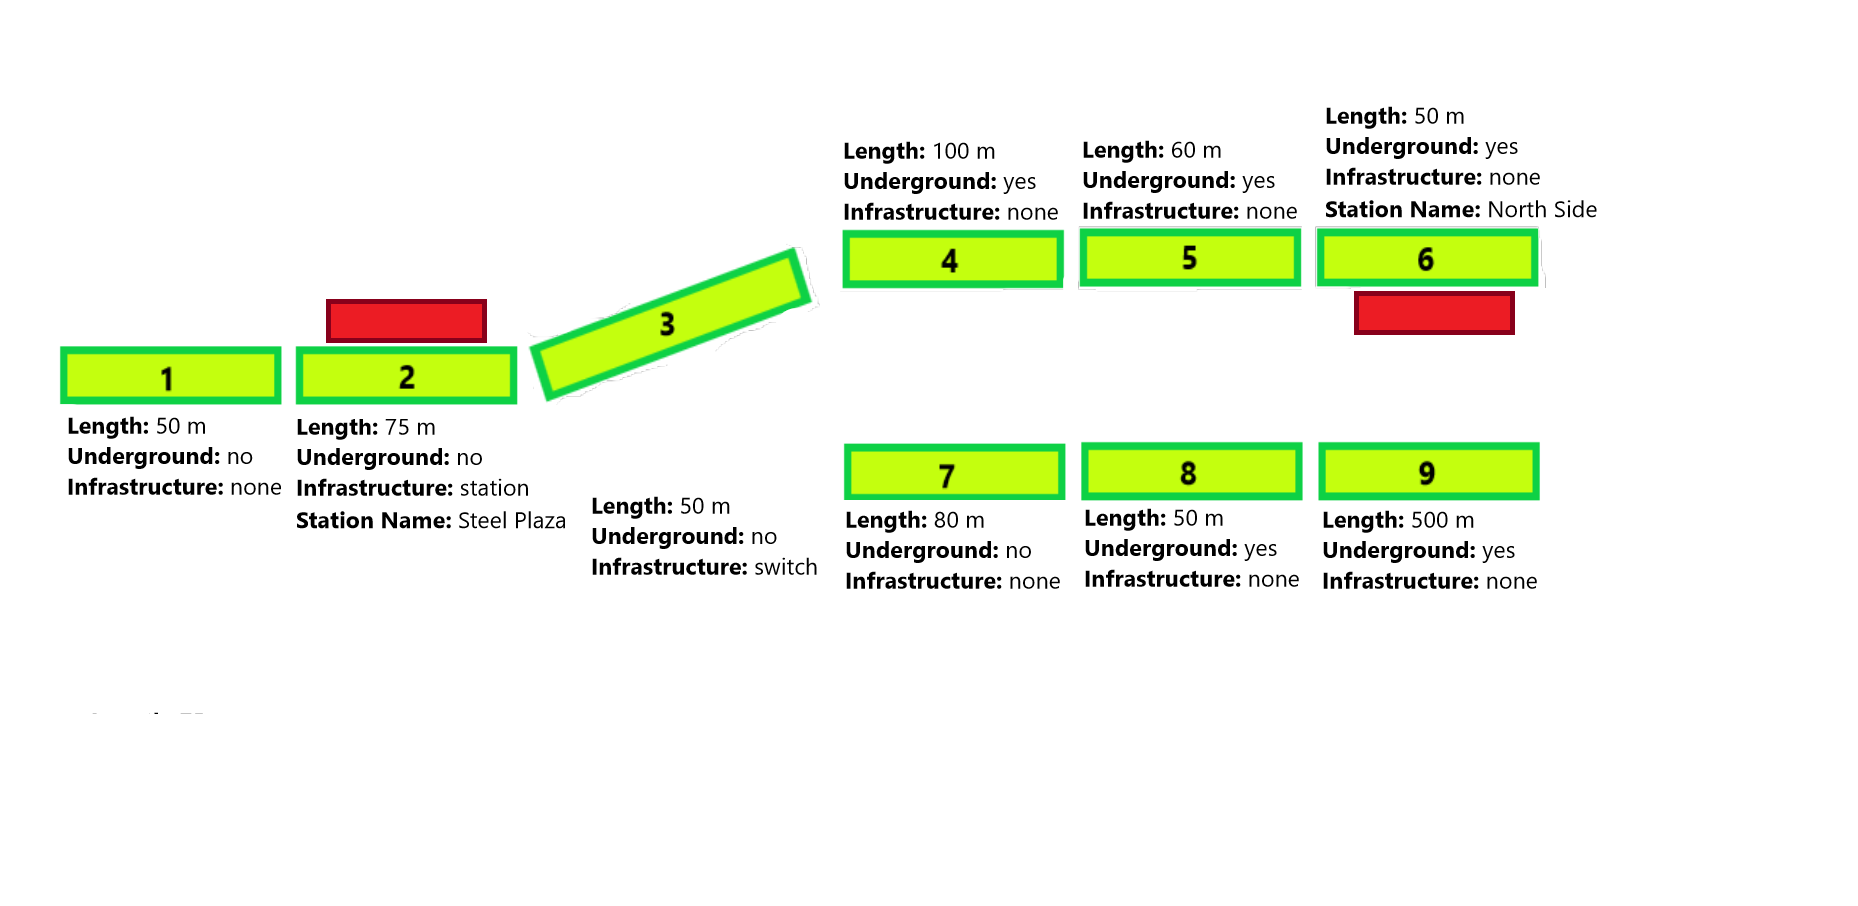 1
Length: 50 m
Underground: no
Infrastructure: none
2
Length: 75 m
Underground: no
Infrastructure: station
Station Name: Steel Plaza
3
Length: 50 m
Underground: no
Infrastructure: switch
Length: 100 m
Underground: yes
Infrastructure: none
4
Length: 60 m
Underground: yes
Infrastructure: none
5
Length: 50 m
Underground: yes
Infrastructure: none
Station Name: North Side
6
7
Length: 80 m
Underground: no
Infrastructure: none
8
Length: 50 m
Underground: yes
Infrastructure: none
9
Length: 500 m
Underground: yes
Infrastructure: none